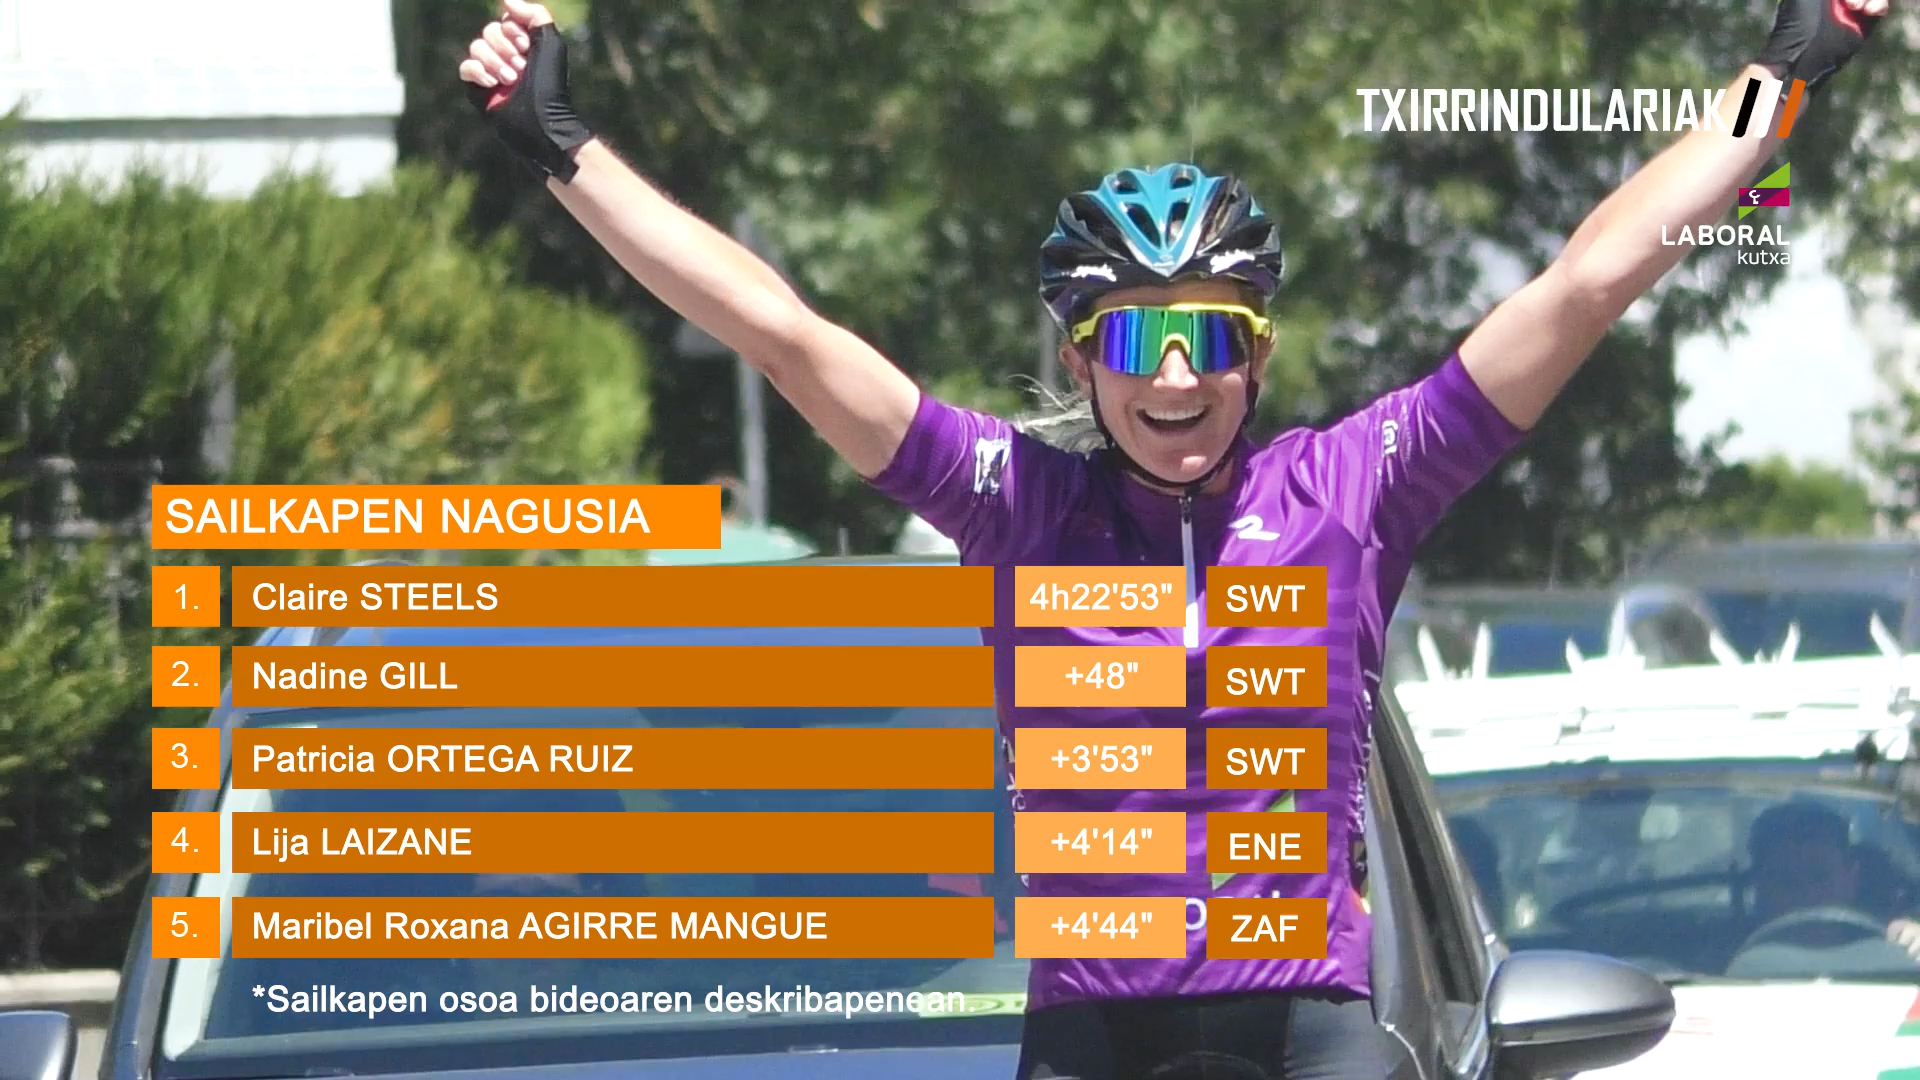 TXIRRINDULARIAK
LABORAL
kutxa
SAILKAPEN NAGUSIA
1. Claire STEELS 4h22'53" SWT
2. Nadine GILL +48" SWT
3. Patricia ORTEGA RUIZ +3'53" SWT
4. Lija LAIZANE +4'14" ENE
5. Maribel Roxana AGIRRE MANGUE +4'44" ZAF
*Sailkapen osoa bideoaren deskribapenean.